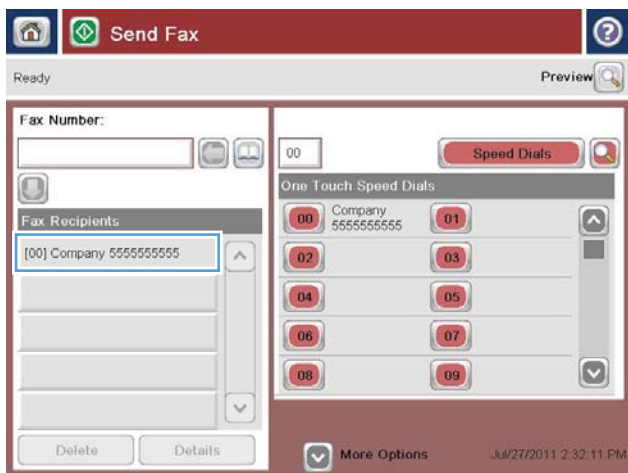 Send Fax
Ready
Preview
Fax Number:
00
Speed Dials
One Touch Speed Dials
00 Company 5555555555
01
02
03
04
05
06
07
08
09
Fax Recipients
[00] Company 5555555555
Delete
Details
More Options
Jul/27/2011 2:32:11 PM